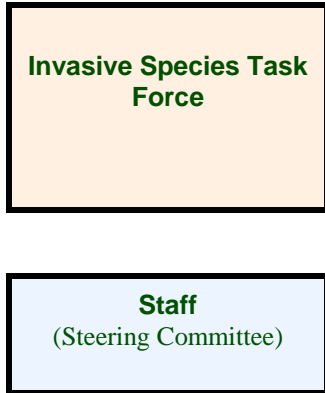 Invasive Species Task
Force
Staff
(Steering Committee)